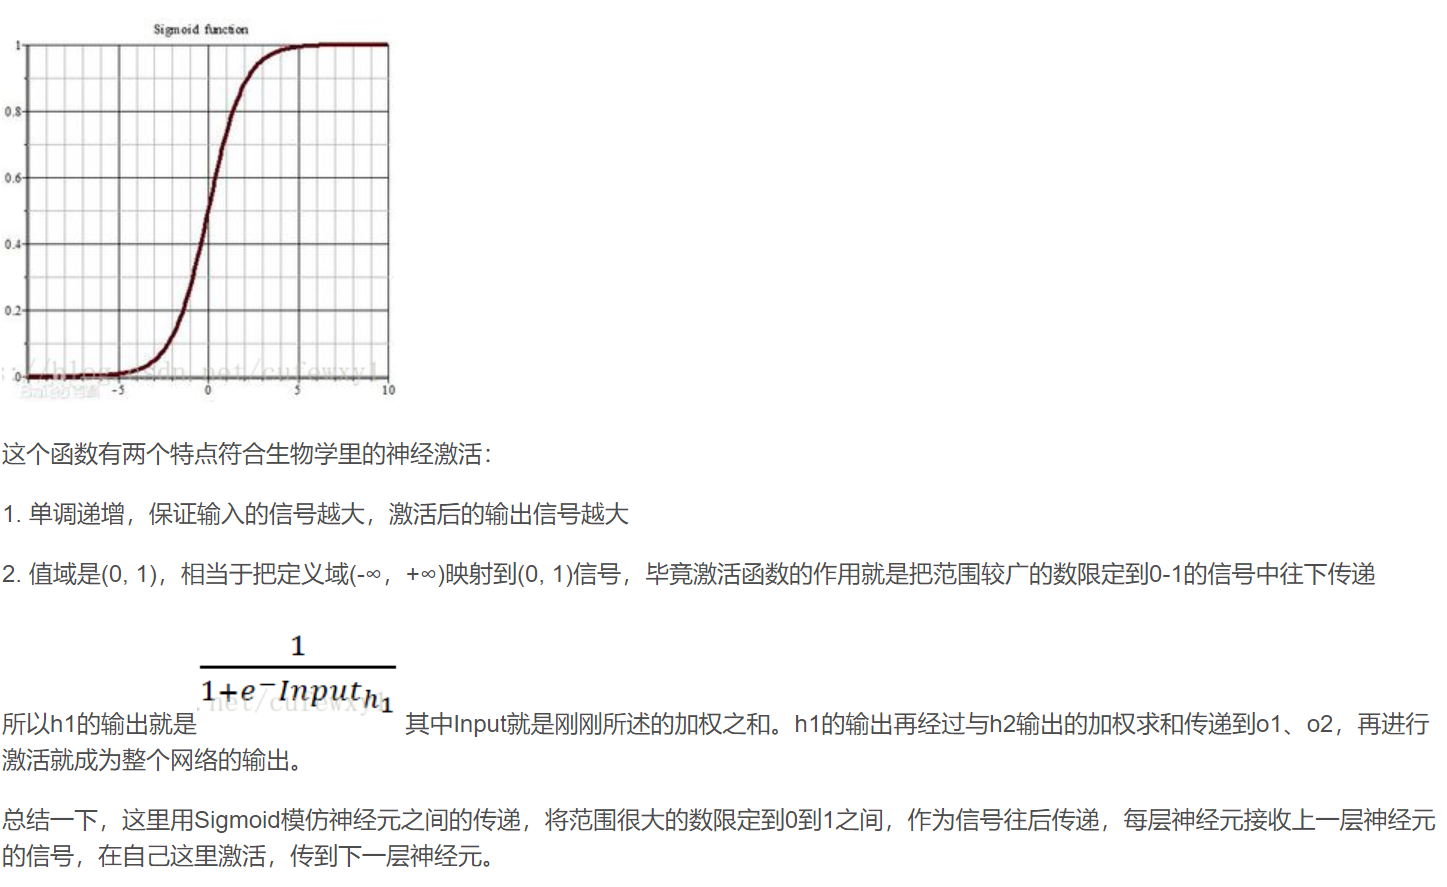 Sigmoid function
1
0.8
0.6
0.4
0.2
0
-5 0 5 10
这个函数有两个特点符合生物学里的神经激活：
1. 单调递增，保证输入的信号越大，激活后的输出信号越大
2. 值域是(0, 1)，相当于把定义域(-∞，+∞)映射到(0, 1)信号，毕竟激活函数的作用就是把范围较广的数限定到0-1的信号中往下传递
1
1+e⁻Input_h₁
所以h1的输出就是 其中Input就是刚刚所述的加权之和。h1的输出再经过与h2输出的加权求和传递到o1、o2，再进行
激活就成为整个网络的输出。
总结一下，这里用Sigmoid模仿神经元之间的传递，将范围很大的数限定到0到1之间，作为信号往后传递，每层神经元接收上一层神经元
的信号，在自己这里激活，传到下一层神经元。